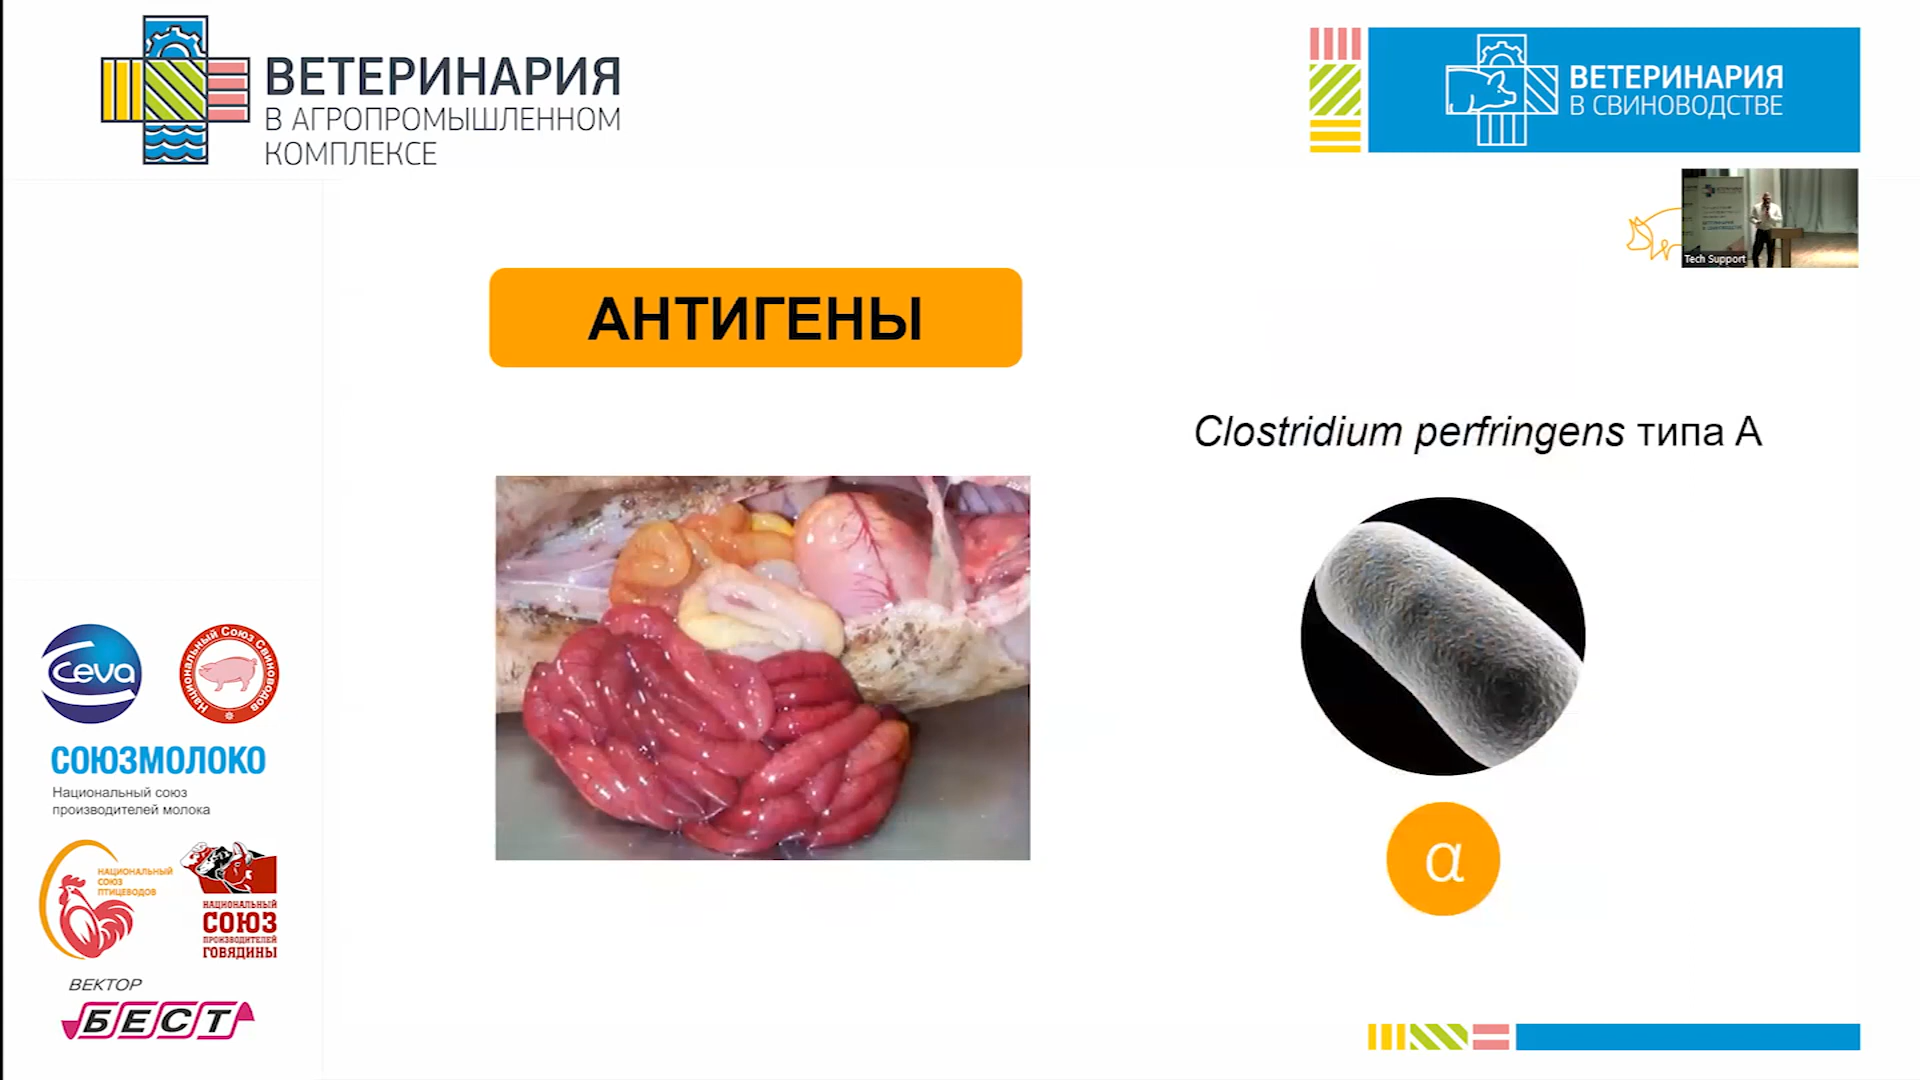 ВЕТЕРИНАРИЯ
В АГРОПРОМЫШЛЕННОМ
КОМПЛЕКСЕ
ВЕТЕРИНАРИЯ
В СВИНОВОДСТВЕ
Tech Support
АНТИГЕНЫ
Clostridium perfringens типа А
α
Ceva
Национальный Союз Свиноводов
СОЮЗМОЛОКО
Национальный союз
производителей молока
НАЦИОНАЛЬНЫЙ
СОЮЗ
ПТИЦЕВОДОВ
НАЦИОНАЛЬНЫЙ
СОЮЗ
ПРОИЗВОДИТЕЛЕЙ
ГОВЯДИНЫ
ВЕКТОР
БЕСТ